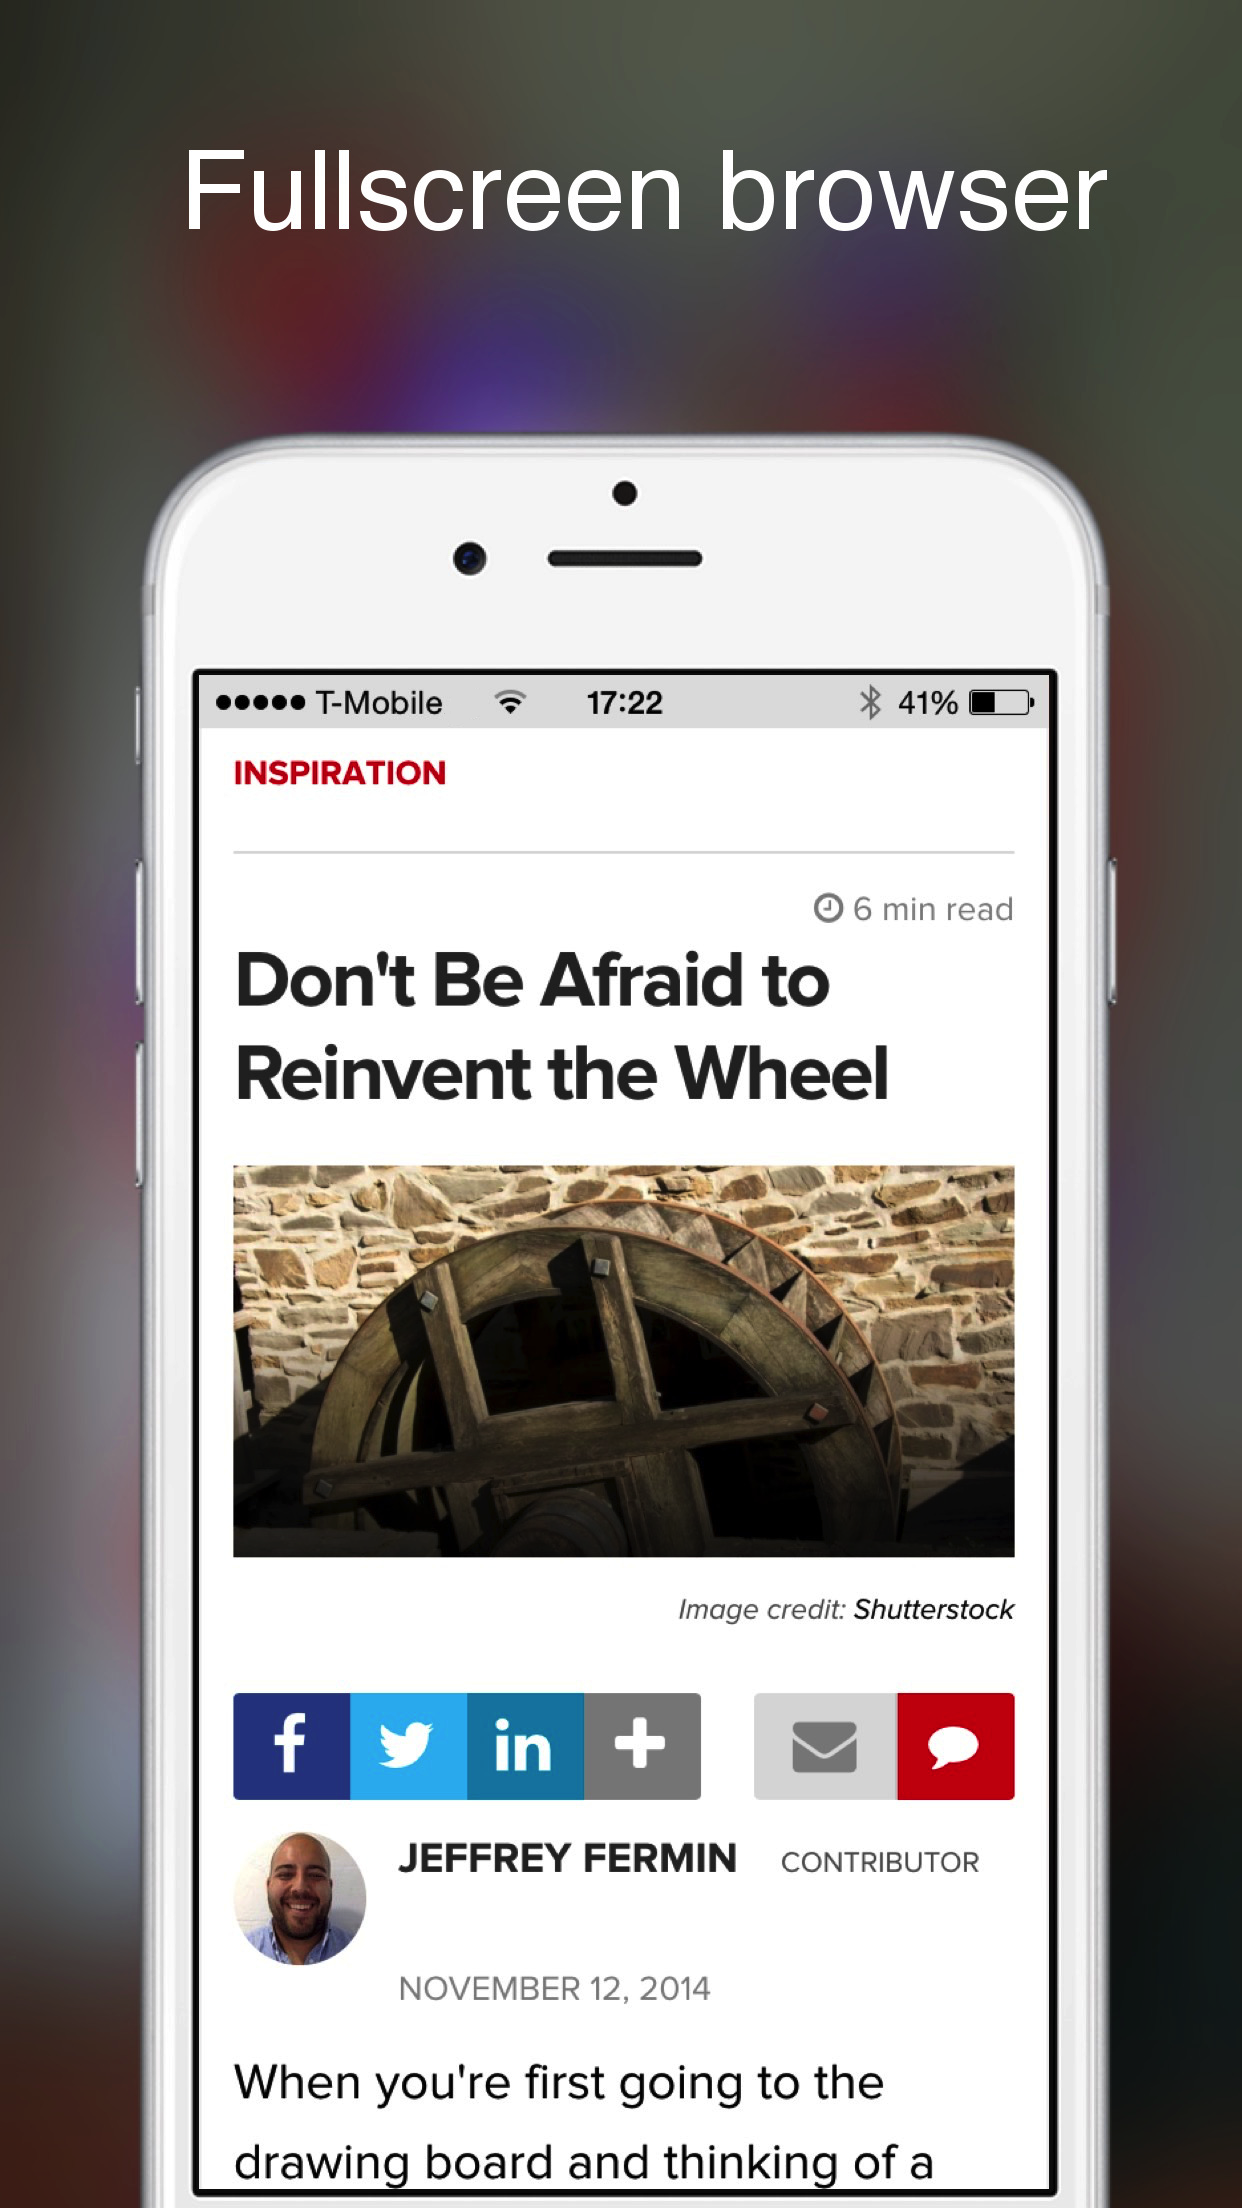 Fullscreen browser
T-Mobile 17:22 41%
INSPIRATION
6 min read
Don't Be Afraid to
Reinvent the Wheel
Image credit: Shutterstock
f in +
JEFFREY FERMIN CONTRIBUTOR
NOVEMBER 12, 2014
When you're first going to the
drawing board and thinking of a